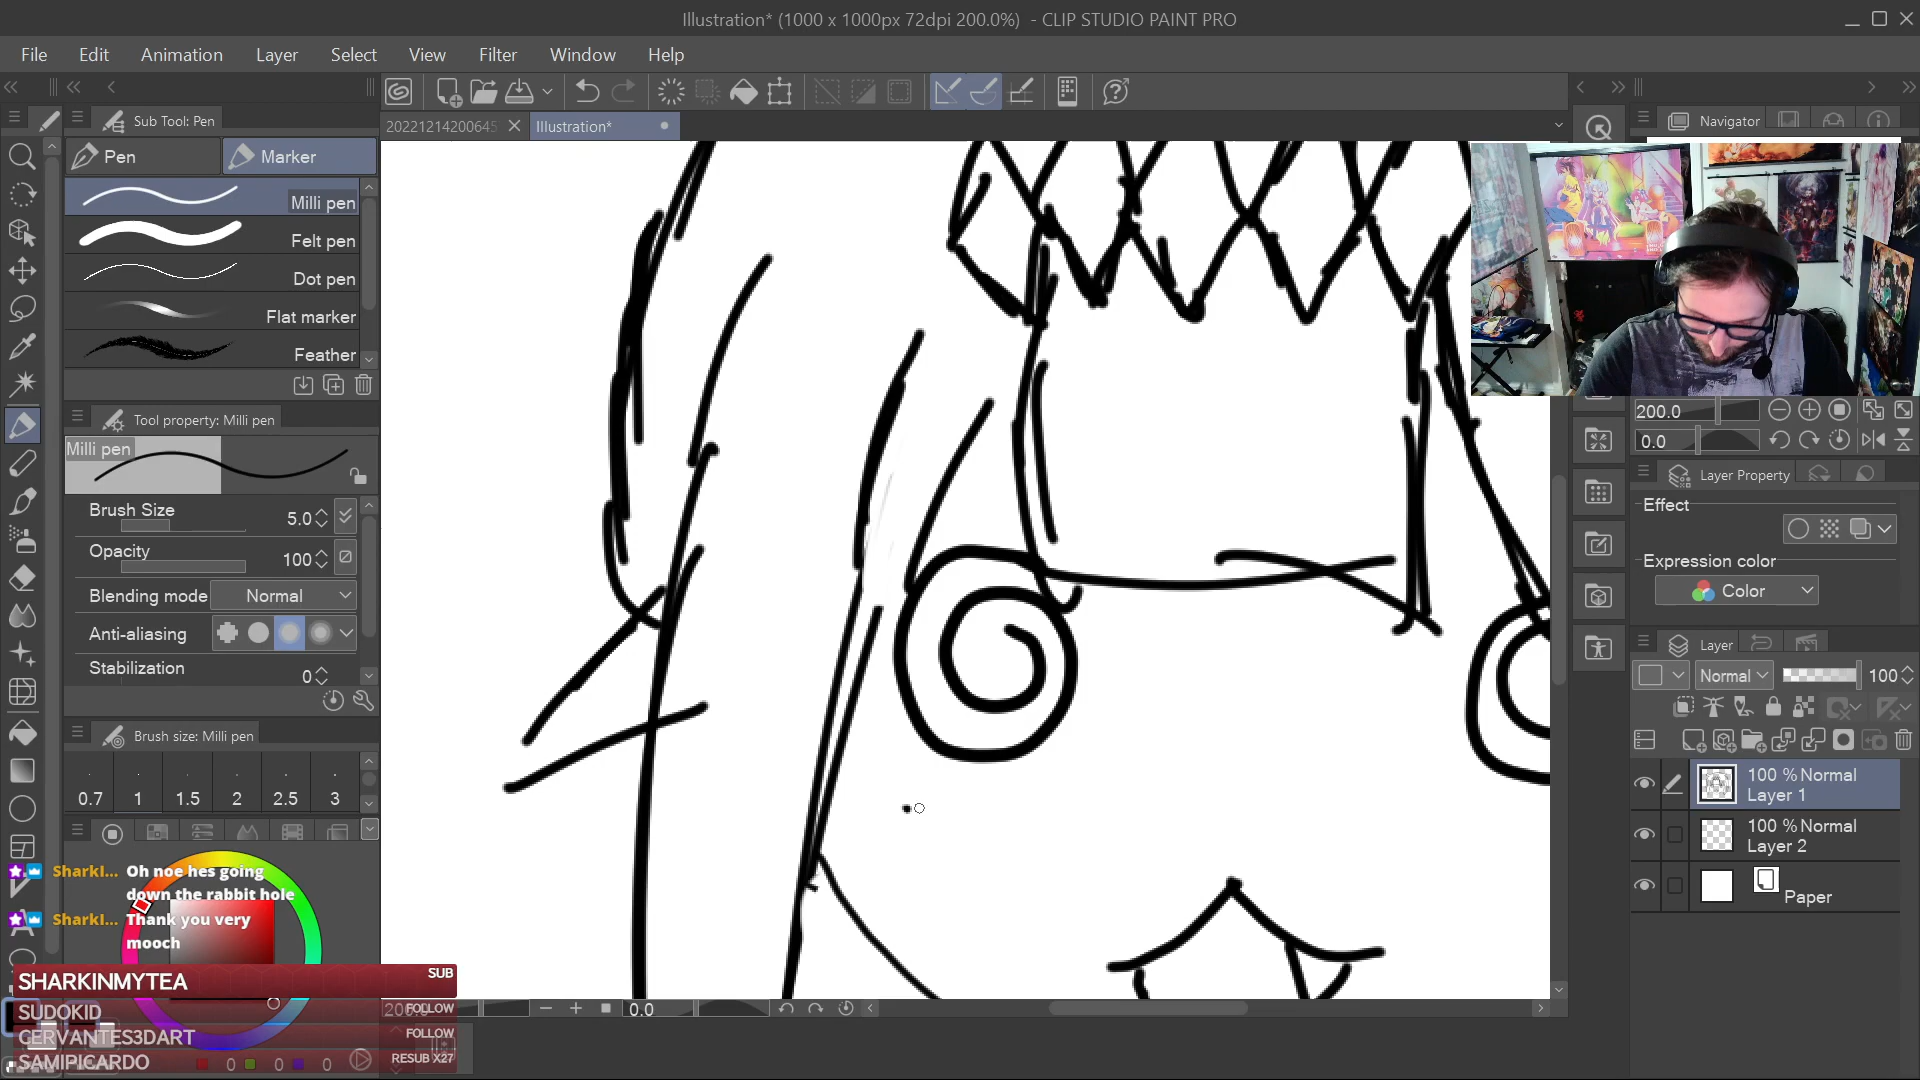 Illustration* (1000 x 1000px 72dpi 200.0%) - CLIP STUDIO PAINT PRO
File Edit Animation Layer Select View Filter Window Help
Sub Tool: Pen
20221214200645
Illustration*
Navigator
Pen
Marker
Milli pen
Felt pen
Dot pen
Flat marker
Feather
200.0
0.0
Tool property: Milli pen
Milli pen
Layer Property
Brush Size 5.0
Effect
Opacity 100
Expression color
Blending mode Normal
Color
Anti-aliasing
Stabilization 0
Layer
Normal 100
Brush size: Milli pen
0.7 1 1.5 2 2.5 3
100 % Normal
Layer 1
100 % Normal
Layer 2
Paper
SharkI... Oh noe hes going
down the rabbit hole
SharkI... Thank you very
mooch
SHARKINMYTEA SUB
SUDOKID FOLLOW
CERVANTES3DART FOLLOW
SAMIPICARDO RESUB X27
0.0
0 0 0